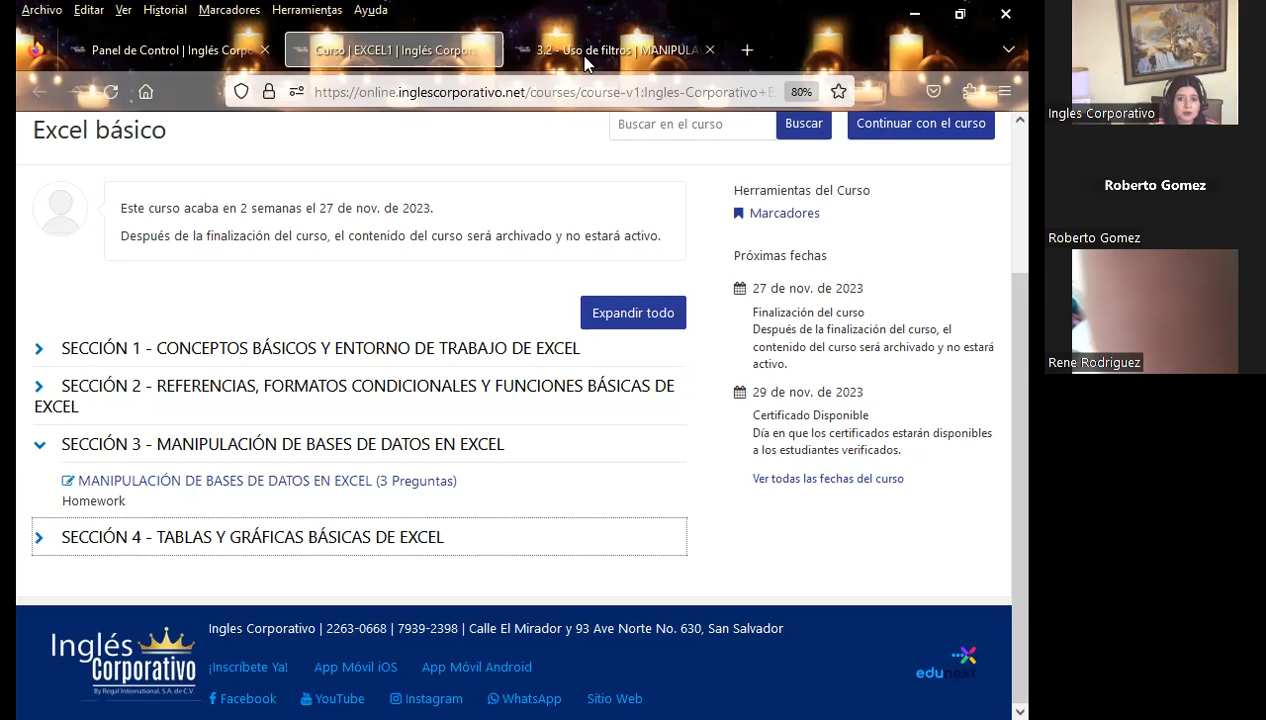 Archivo Editar Ver Historial Marcadores Herramientas Ayuda
Panel de Control | Inglés Corpo
Curso | EXCEL1 | Inglés Corpor
3.2 - Uso de filtros | MANIPULA
https://online.inglescorporativo.net/courses/course-v1:Ingles-Corporativo+E
80%
Excel básico
Buscar en el curso
Buscar
Continuar con el curso
Este curso acaba en 2 semanas el 27 de nov. de 2023.
Después de la finalización del curso, el contenido del curso será archivado y no estará activo.
Expandir todo
SECCIÓN 1 - CONCEPTOS BÁSICOS Y ENTORNO DE TRABAJO DE EXCEL
SECCIÓN 2 - REFERENCIAS, FORMATOS CONDICIONALES Y FUNCIONES BÁSICAS DE
EXCEL
SECCIÓN 3 - MANIPULACIÓN DE BASES DE DATOS EN EXCEL
MANIPULACIÓN DE BASES DE DATOS EN EXCEL (3 Preguntas)
Homework
SECCIÓN 4 - TABLAS Y GRÁFICAS BÁSICAS DE EXCEL
Herramientas del Curso
Marcadores
Próximas fechas
27 de nov. de 2023
Finalización del curso
Después de la finalización del curso, el
contenido del curso será archivado y no estará
activo.
29 de nov. de 2023
Certificado Disponible
Día en que los certificados estarán disponibles
a los estudiantes verificados.
Ver todas las fechas del curso
Inglés
Corporativo
By Regal International, S.A. de C.V.
Ingles Corporativo | 2263-0668 | 7939-2398 | Calle El Mirador y 93 Ave Norte No. 630, San Salvador
¡Inscríbete Ya! App Móvil iOS App Móvil Android
Facebook YouTube Instagram WhatsApp Sitio Web
edunext
Ingles Corporativo
Roberto Gomez
Roberto Gomez
Rene Rodriguez